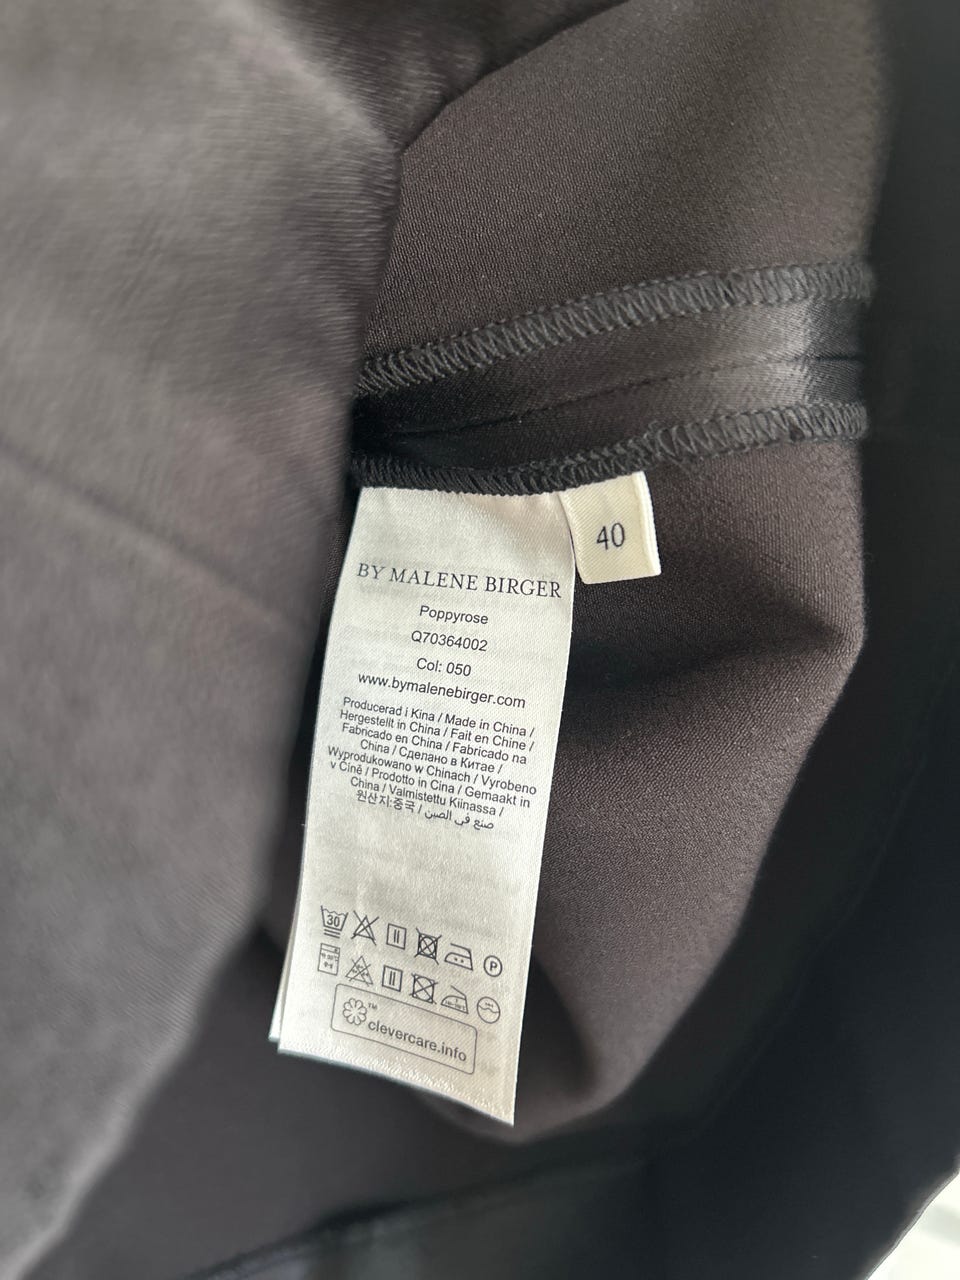 40
BY MALENE BIRGER
Poppyrose
Q70364002
Col: 050
www.bymalenebirger.com
Producerad i Kina / Made in China /
Hergestellt in China / Fait en Chine /
Fabricado en China / Fabricado na
China / Сделано в Китае /
Wyprodukowano w Chinach / Vyrobeno
v Číně / Prodotto in Cina / Gemaakt in
China / Valmistettu Kiinassa /
원산지:중국 / صنع في الصين
30
P
™
clevercare.info